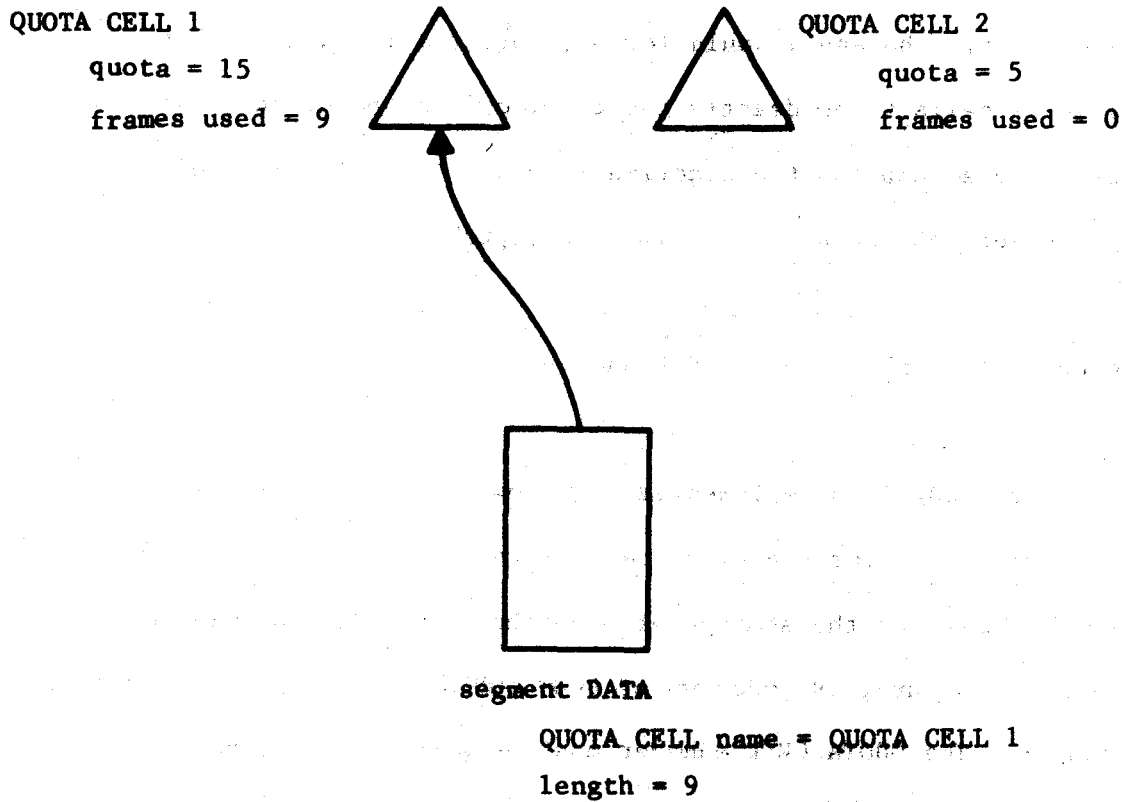 QUOTA CELL 1
quota = 15
frames used = 9
QUOTA CELL 2
quota = 5
frames used = 0
segment DATA
QUOTA CELL name = QUOTA CELL 1
length = 9